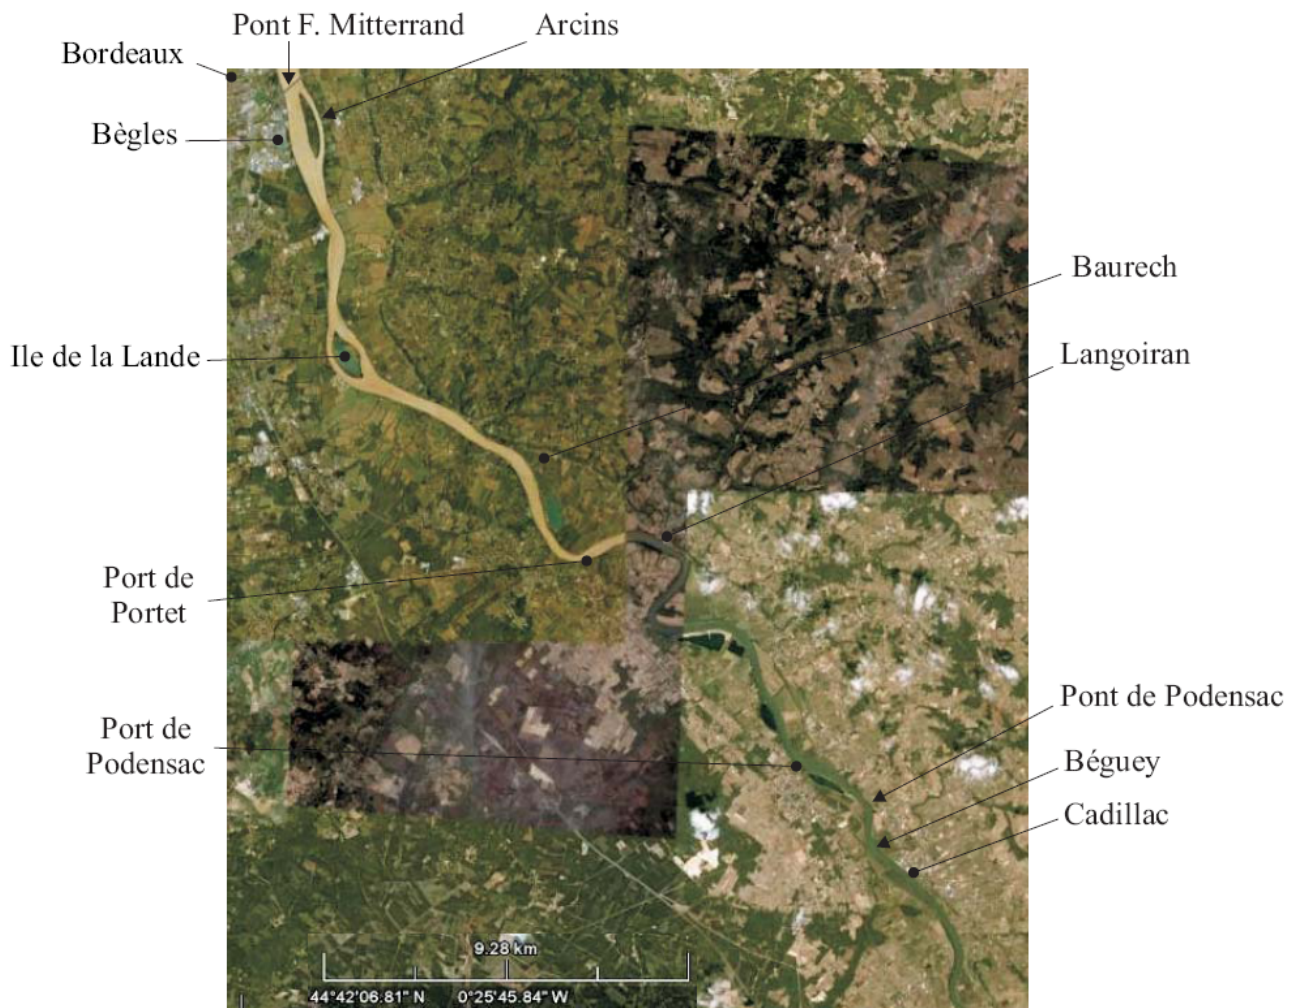 Pont F. Mitterrand
Arcins
Bordeaux
Bègles
Baurech
Ile de la Lande
Langoiran
Port de
Portet
Pont de Podensac
Port de
Podensac
Béguey
Cadillac
9.28 km
44°42'06.81" N
0°25'45.84" W